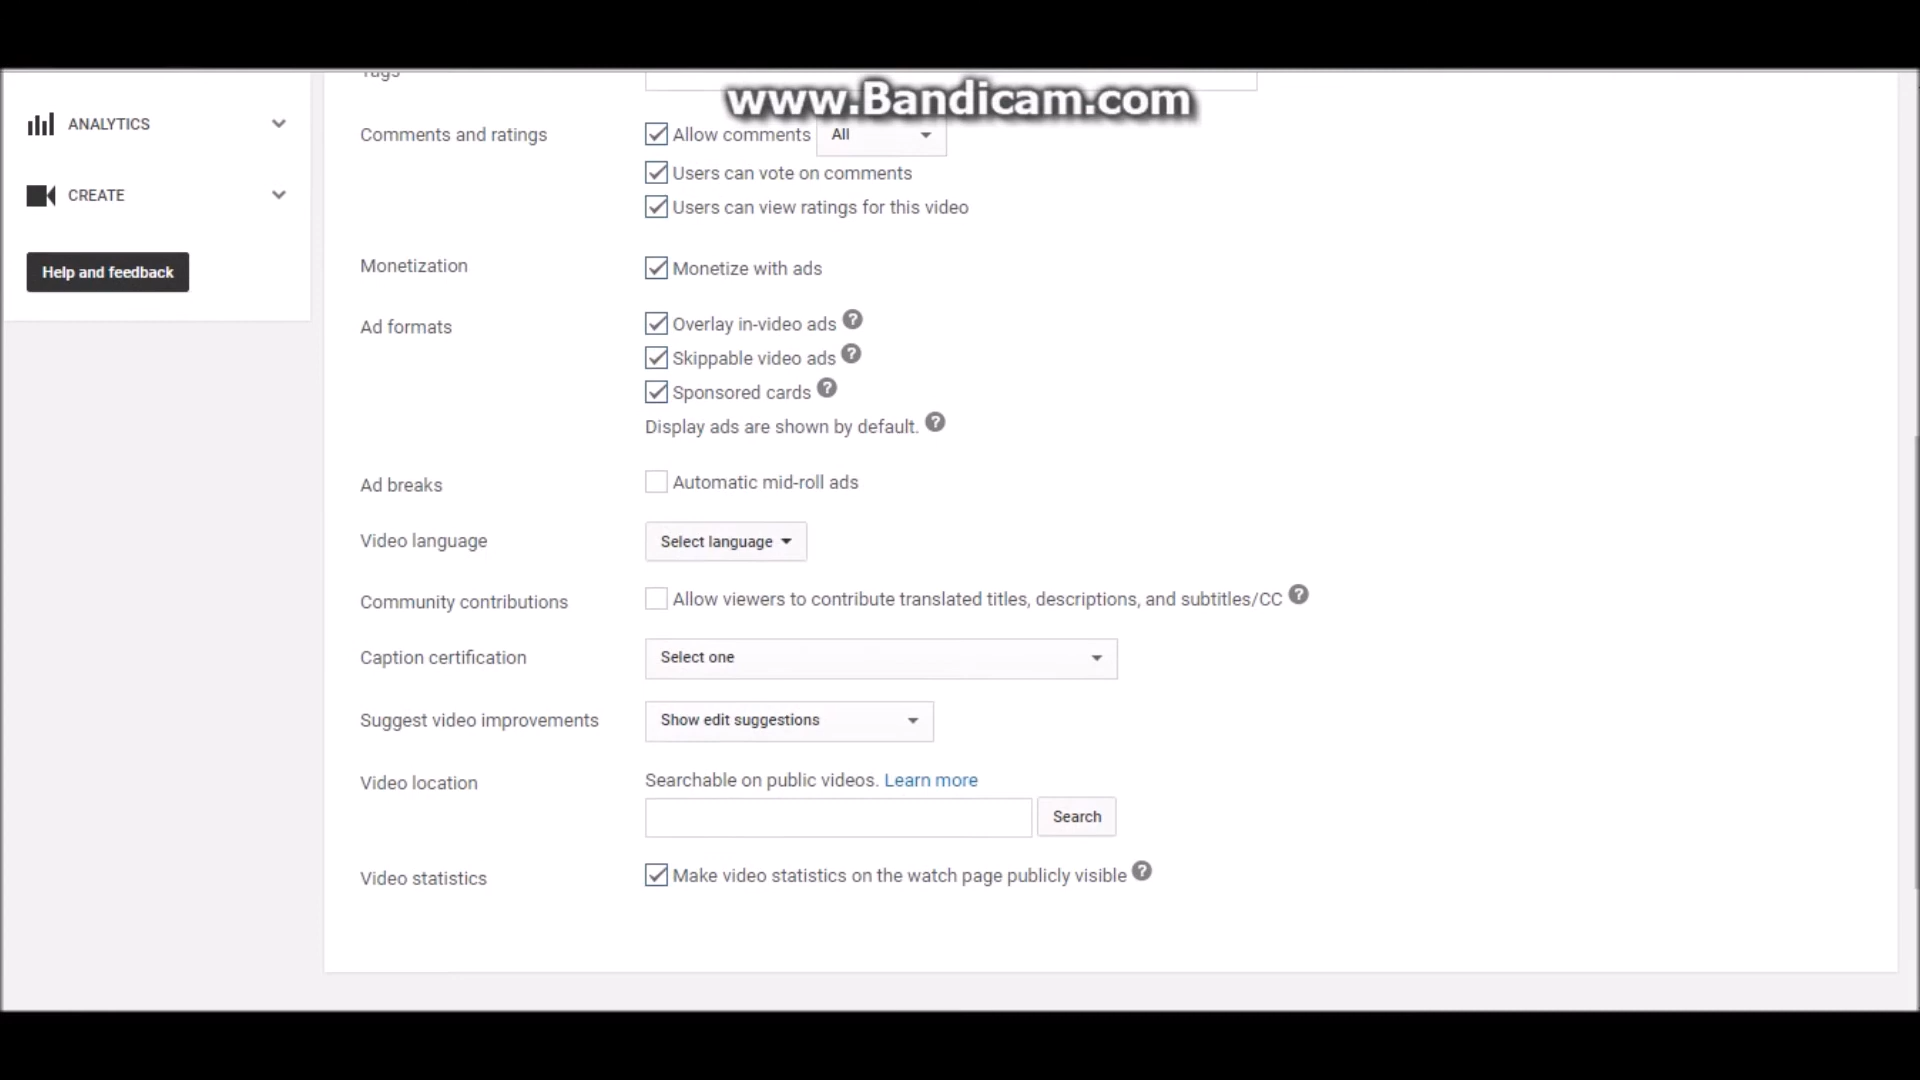 Tags
www.Bandicam.com
ANALYTICS
CREATE
Help and feedback
Comments and ratings
Allow comments All
Users can vote on comments
Users can view ratings for this video
Monetization
Monetize with ads
Ad formats
Overlay in-video ads ?
Skippable video ads ?
Sponsored cards ?
Display ads are shown by default. ?
Ad breaks
Automatic mid-roll ads
Video language
Select language
Community contributions
Allow viewers to contribute translated titles, descriptions, and subtitles/CC ?
Caption certification
Select one
Suggest video improvements
Show edit suggestions
Video location
Searchable on public videos. Learn more
Search
Video statistics
Make video statistics on the watch page publicly visible ?